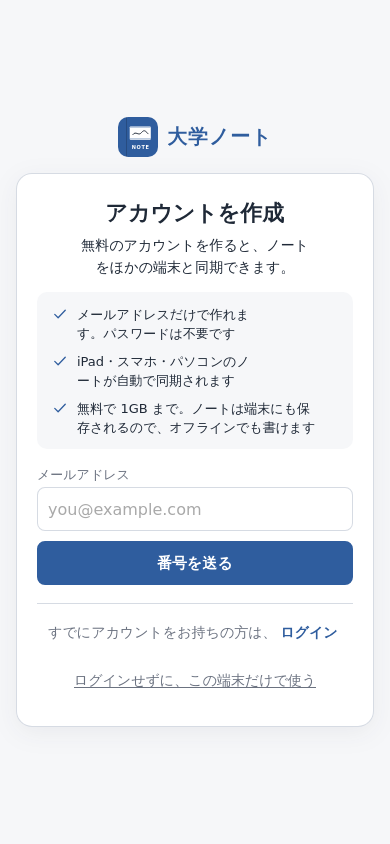 NOTE
大学ノート
アカウントを作成
無料のアカウントを作ると、ノート
をほかの端末と同期できます。
メールアドレスだけで作れま
す。パスワードは不要です
iPad・スマホ・パソコンのノ
ートが自動で同期されます
無料で 1GB まで。ノートは端末にも保
存されるので、オフラインでも書けます
メールアドレス
you@example.com
番号を送る
すでにアカウントをお持ちの方は、 ログイン
ログインせずに、この端末だけで使う